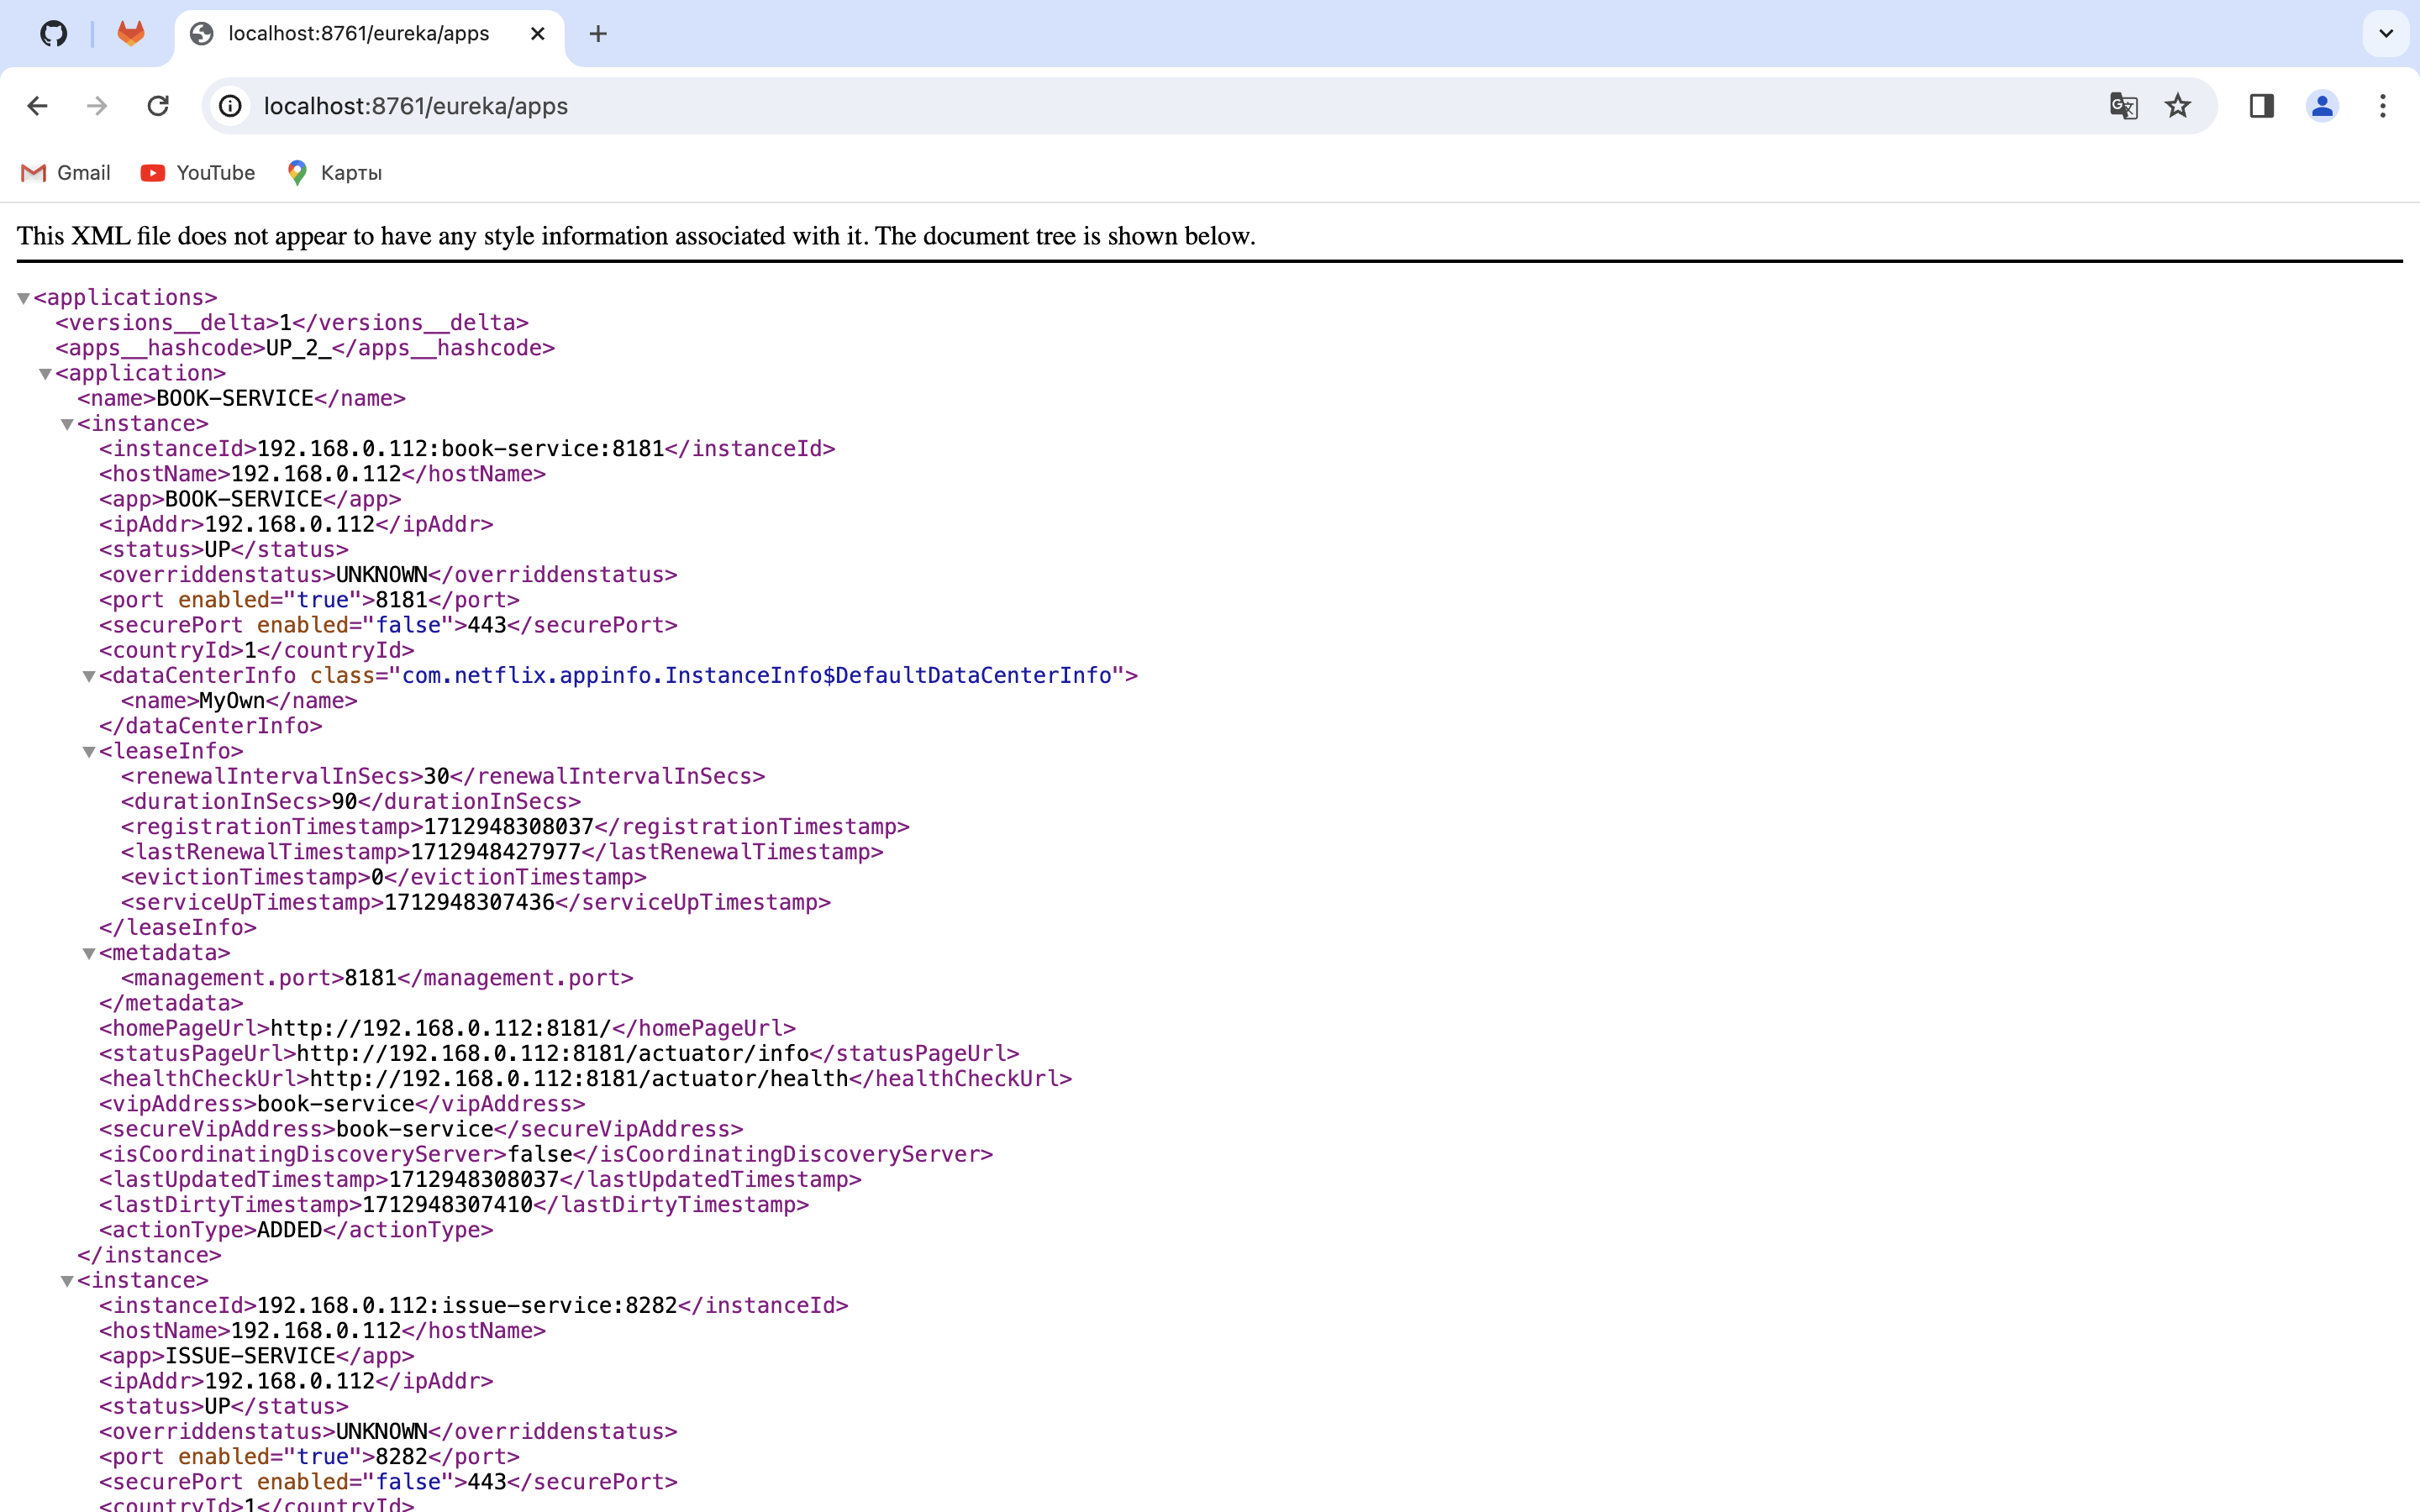 localhost:8761/eureka/apps
localhost:8761/eureka/apps
Gmail YouTube Карты
This XML file does not appear to have any style information associated with it. The document tree is shown below.
<applications>
<versions__delta>1</versions__delta>
<apps__hashcode>UP_2_</apps__hashcode>
<application>
<name>BOOK-SERVICE</name>
<instance>
<instanceId>192.168.0.112:book-service:8181</instanceId>
<hostName>192.168.0.112</hostName>
<app>BOOK-SERVICE</app>
<ipAddr>192.168.0.112</ipAddr>
<status>UP</status>
<overriddenstatus>UNKNOWN</overriddenstatus>
<port enabled="true">8181</port>
<securePort enabled="false">443</securePort>
<countryId>1</countryId>
<dataCenterInfo class="com.netflix.appinfo.InstanceInfo$DefaultDataCenterInfo">
<name>MyOwn</name>
</dataCenterInfo>
<leaseInfo>
<renewalIntervalInSecs>30</renewalIntervalInSecs>
<durationInSecs>90</durationInSecs>
<registrationTimestamp>1712948308037</registrationTimestamp>
<lastRenewalTimestamp>1712948427977</lastRenewalTimestamp>
<evictionTimestamp>0</evictionTimestamp>
<serviceUpTimestamp>1712948307436</serviceUpTimestamp>
</leaseInfo>
<metadata>
<management.port>8181</management.port>
</metadata>
<homePageUrl>http://192.168.0.112:8181/</homePageUrl>
<statusPageUrl>http://192.168.0.112:8181/actuator/info</statusPageUrl>
<healthCheckUrl>http://192.168.0.112:8181/actuator/health</healthCheckUrl>
<vipAddress>book-service</vipAddress>
<secureVipAddress>book-service</secureVipAddress>
<isCoordinatingDiscoveryServer>false</isCoordinatingDiscoveryServer>
<lastUpdatedTimestamp>1712948308037</lastUpdatedTimestamp>
<lastDirtyTimestamp>1712948307410</lastDirtyTimestamp>
<actionType>ADDED</actionType>
</instance>
<instance>
<instanceId>192.168.0.112:issue-service:8282</instanceId>
<hostName>192.168.0.112</hostName>
<app>ISSUE-SERVICE</app>
<ipAddr>192.168.0.112</ipAddr>
<status>UP</status>
<overriddenstatus>UNKNOWN</overriddenstatus>
<port enabled="true">8282</port>
<securePort enabled="false">443</securePort>
<countryId>1</countryId>